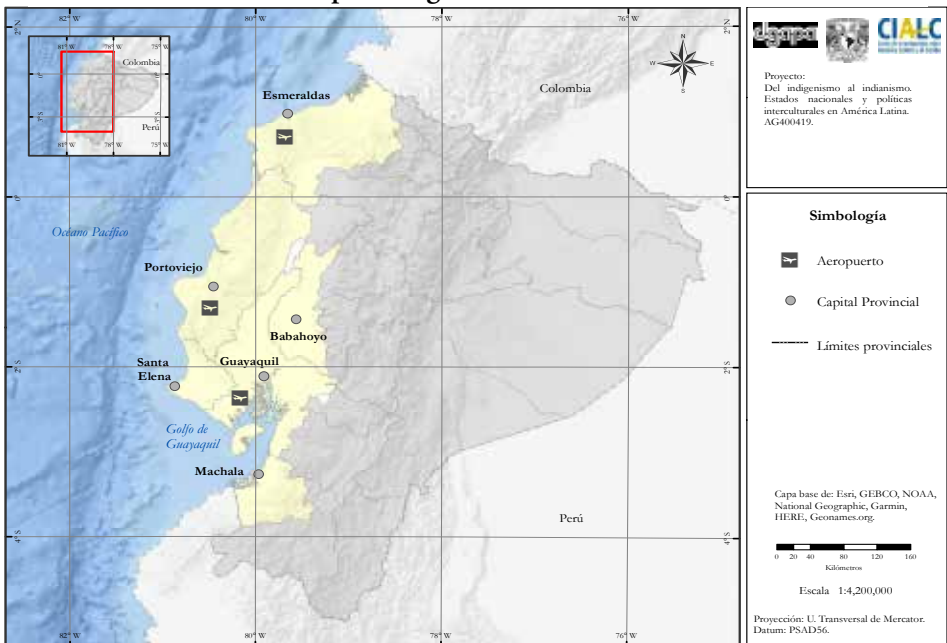 82° W
80° W
78° W
76° W
2°N
2°N
0°
0°
2°S
2°S
4°S
4°S
81° W
78° W
75° W
Colombia
Perú
81° W
78° W
75° W
N
W
E
S
Colombia
Esmeraldas
Océano Pacífico
Portoviejo
Babahoyo
Santa
Elena
Guayaquil
Golfo de
Guayaquil
Machala
Perú
82° W
80° W
78° W
76° W
dgapa
CIALC
Proyecto:
Del indigenismo al indianismo.
Estados nacionales y políticas
interculturales en América Latina.
AG400419.
Simbología
Aeropuerto
Capital Provincial
Límites provinciales
Capa base de: Esri, GEBCO, NOAA,
National Geographic, Garmin,
HERE, Geonames.org.
0 20 40 80 120 160
Kilómetros
Escala 1:4,200,000
Proyección: U. Transversal de Mercator.
Datum: PSAD56.